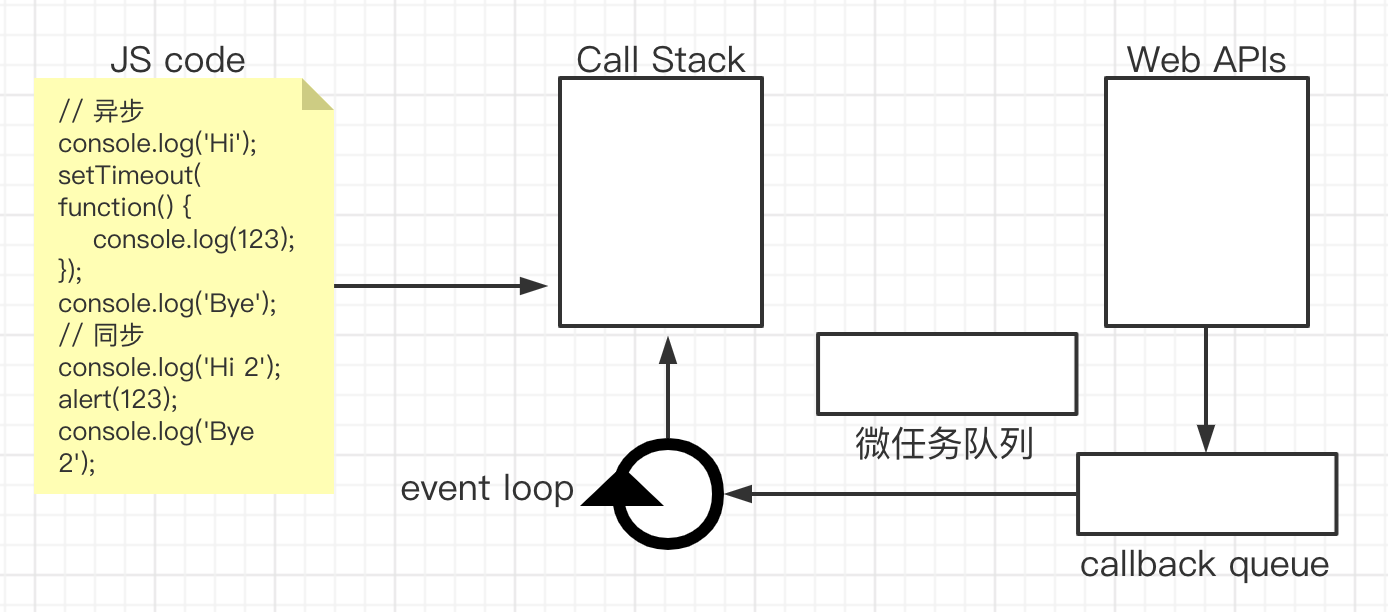 JS code
// 异步
console.log('Hi');
setTimeout(
function() {
console.log(123);
});
console.log('Bye');
// 同步
console.log('Hi 2');
alert(123);
console.log('Bye
2');
Call Stack
Web APIs
微任务队列
event loop
callback queue